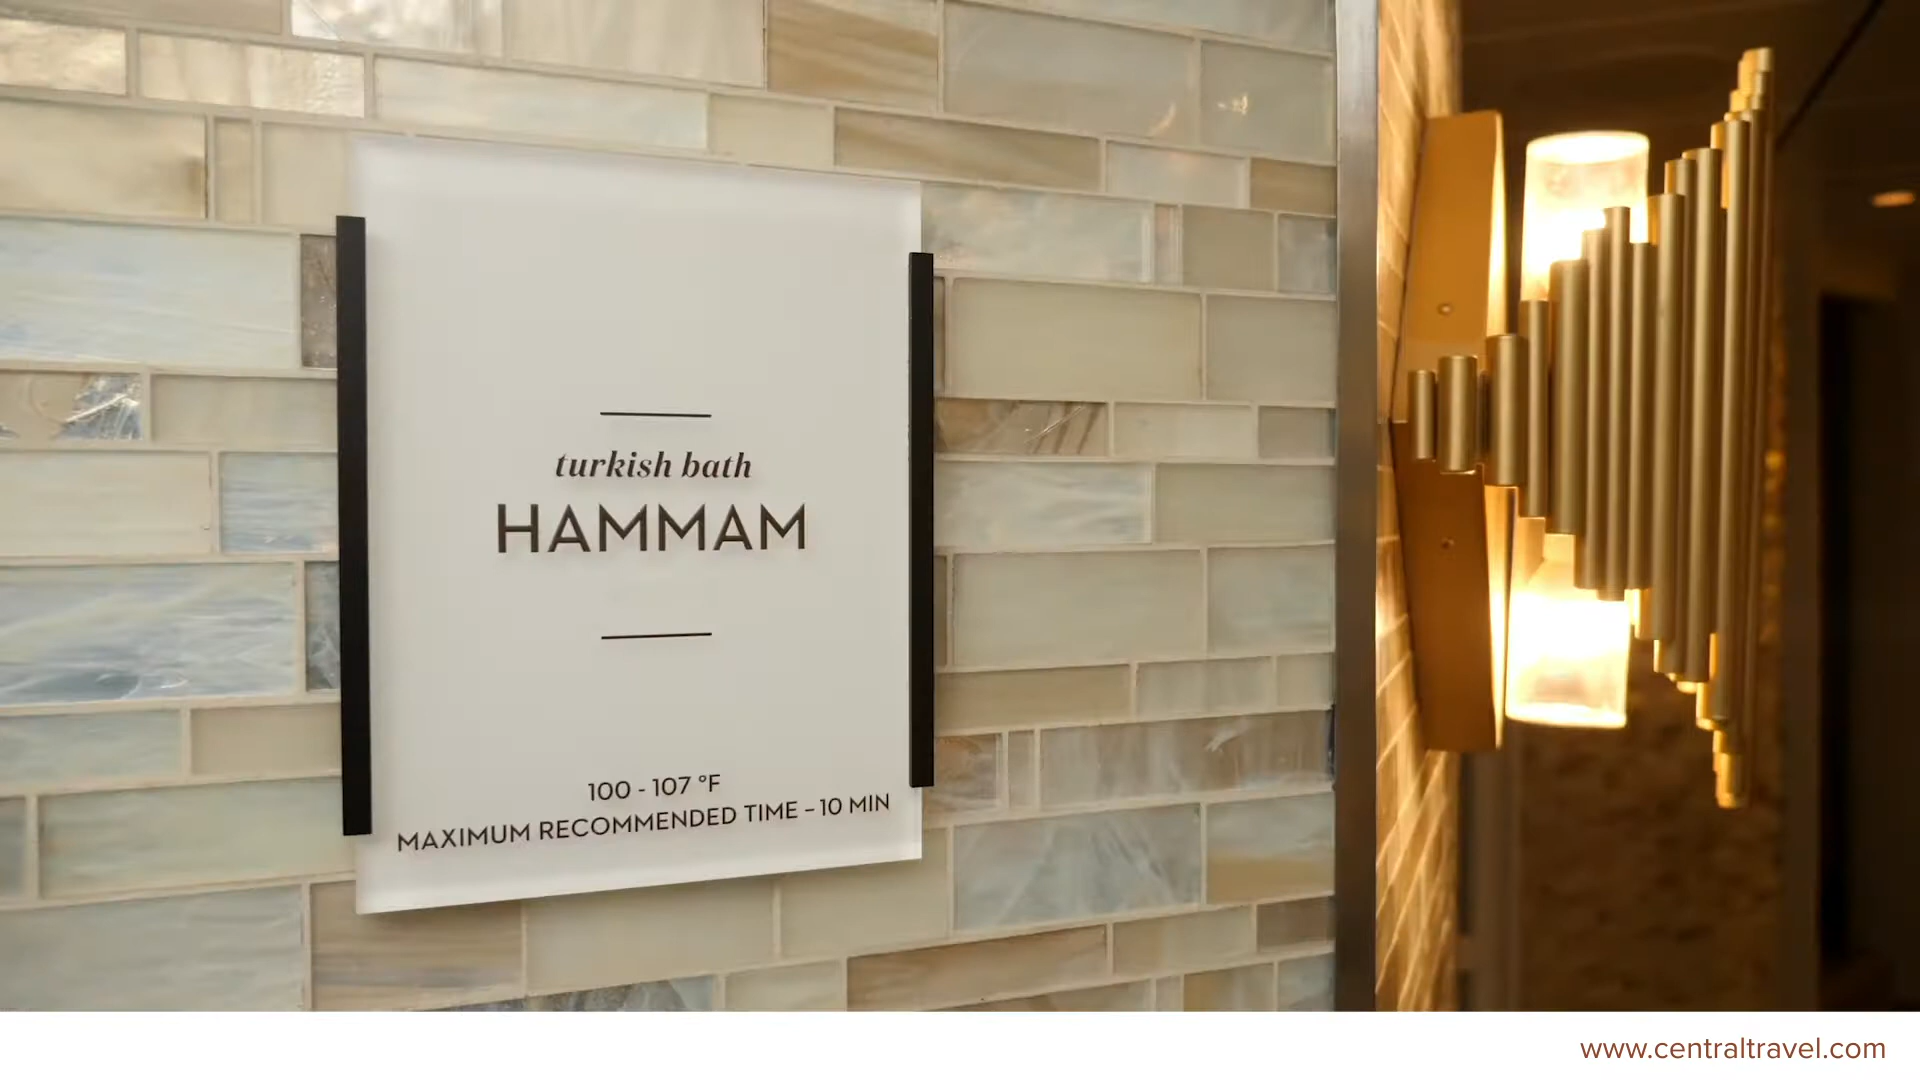 turkish bath
HAMMAM
100 - 107 °F
MAXIMUM RECOMMENDED TIME – 10 MIN
www.centraltravel.com